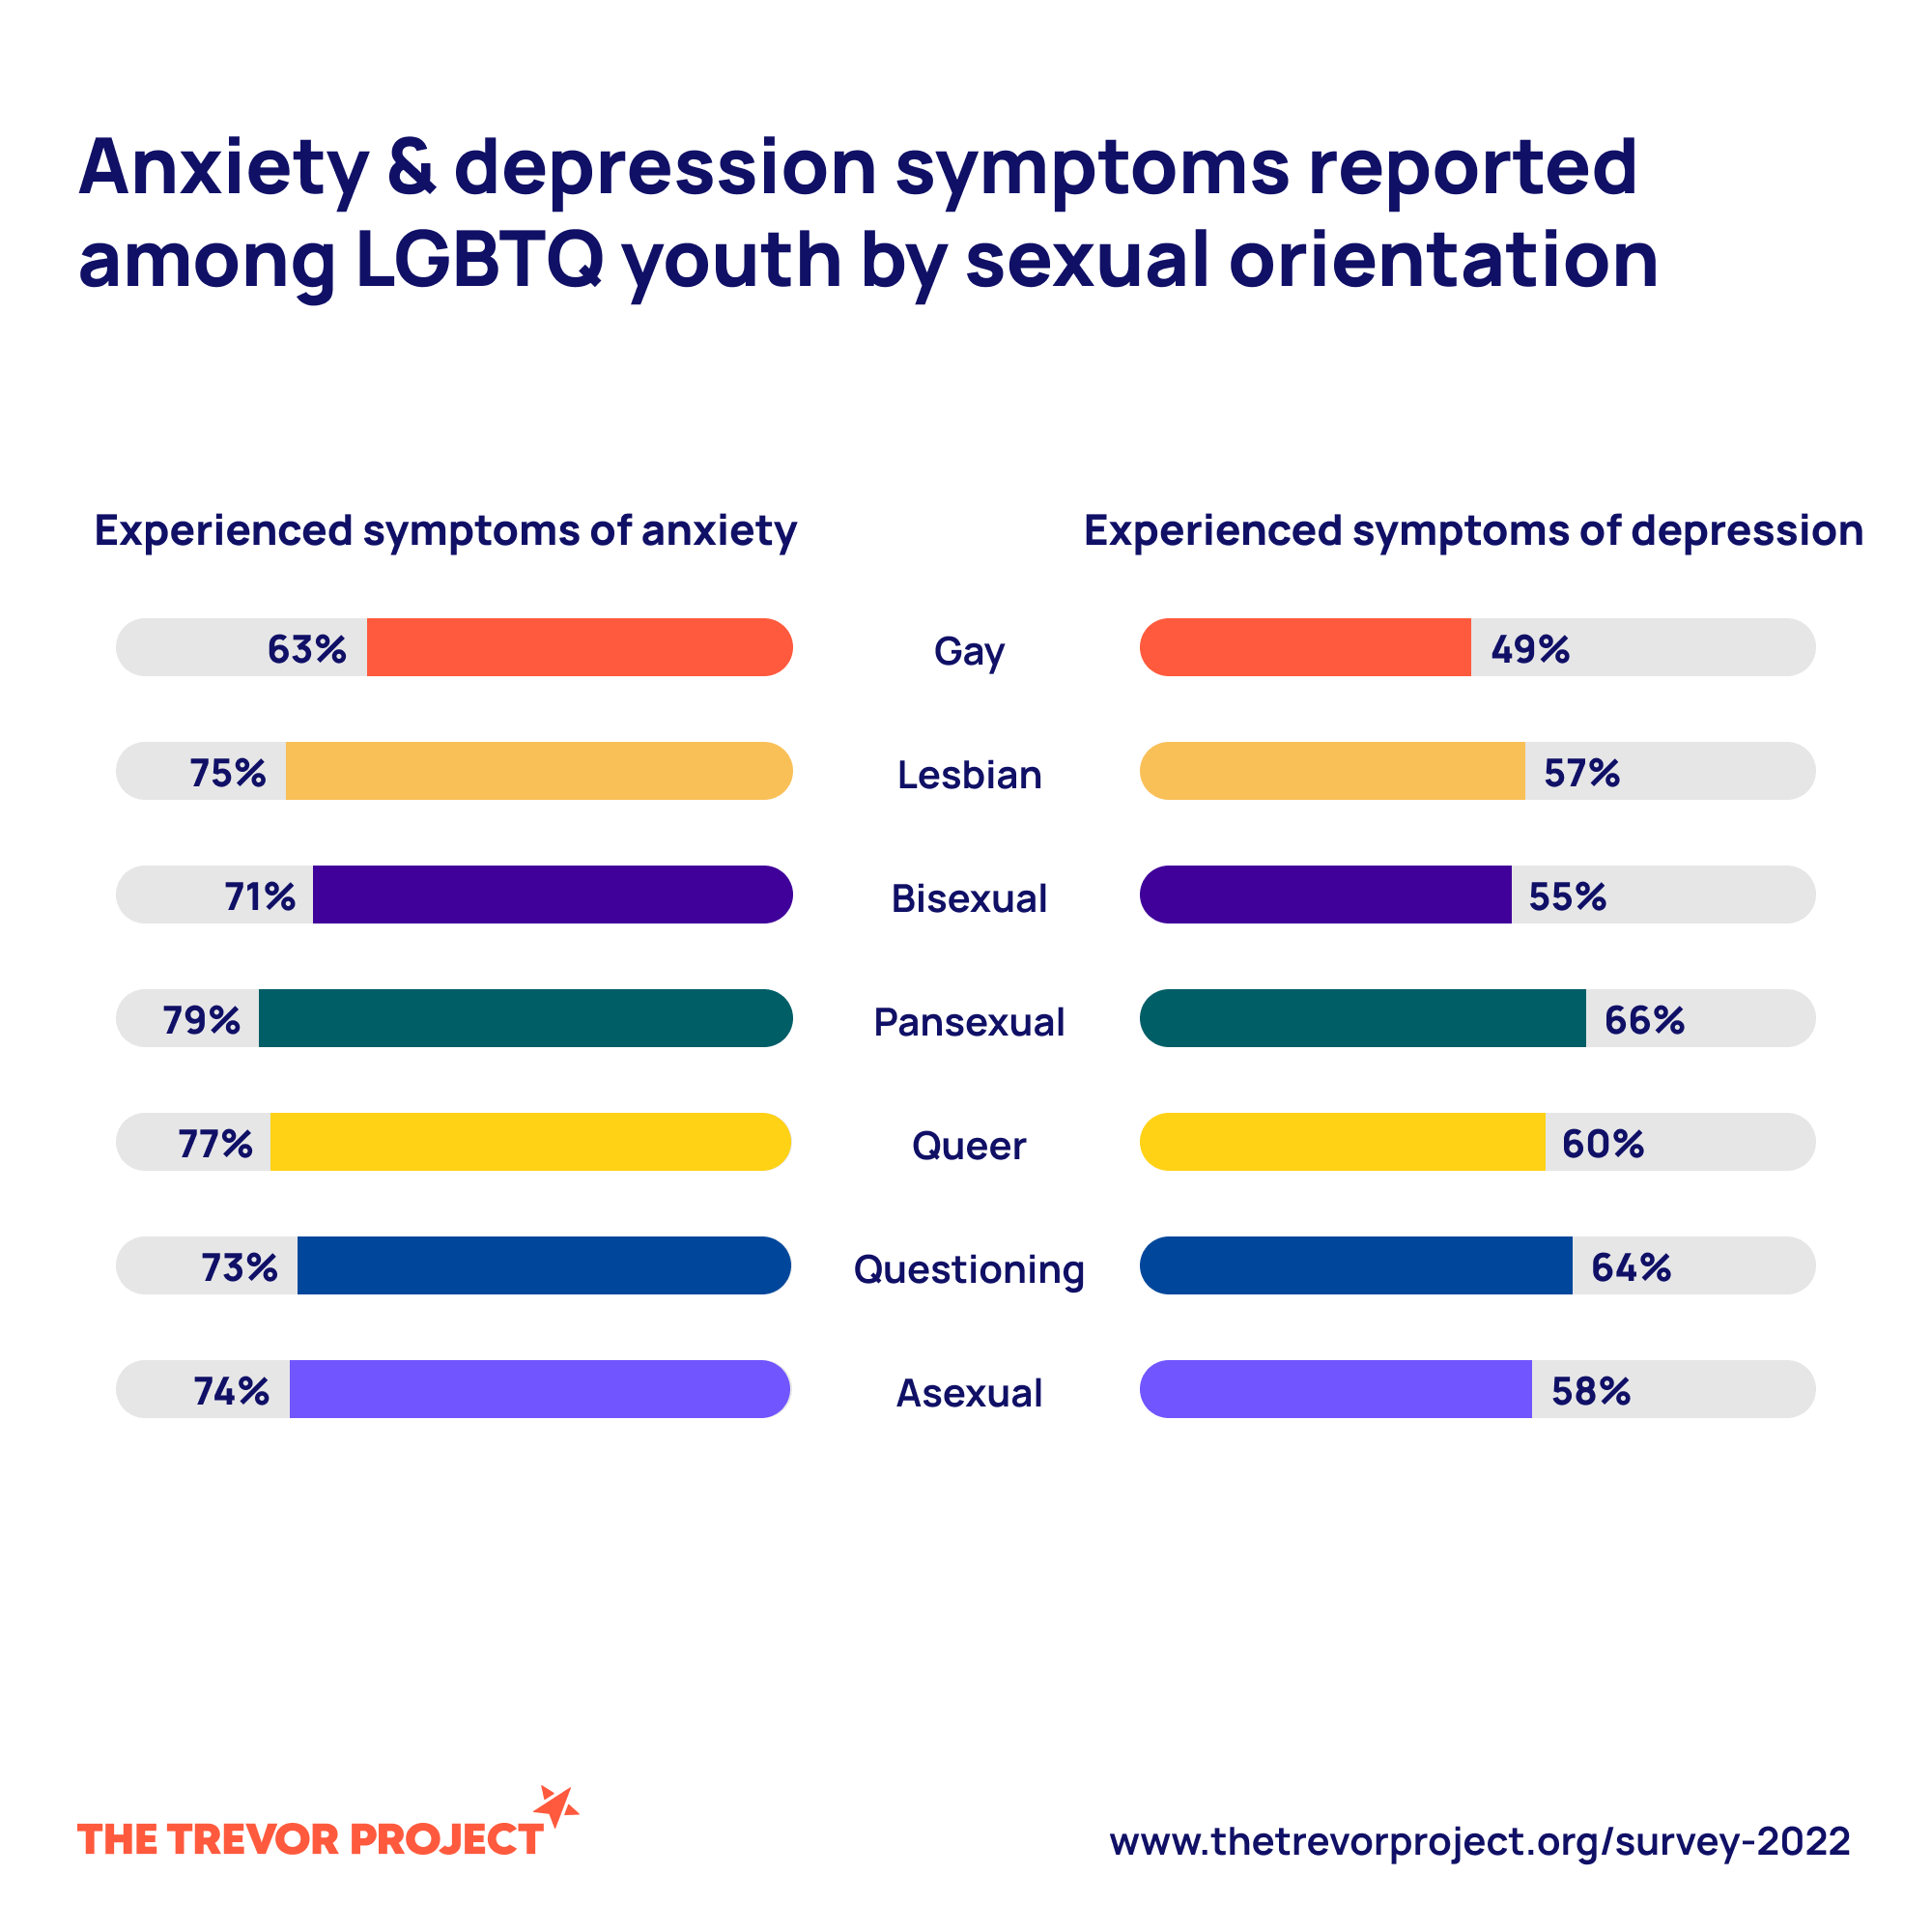 Anxiety & depression symptoms reported
among LGBTQ youth by sexual orientation
Experienced symptoms of anxiety
Experienced symptoms of depression
63%
Gay
49%
75%
Lesbian
57%
71%
Bisexual
55%
79%
Pansexual
66%
77%
Queer
60%
73%
Questioning
64%
74%
Asexual
58%
THE TREVOR PROJECT
www.thetrevorproject.org/survey-2022